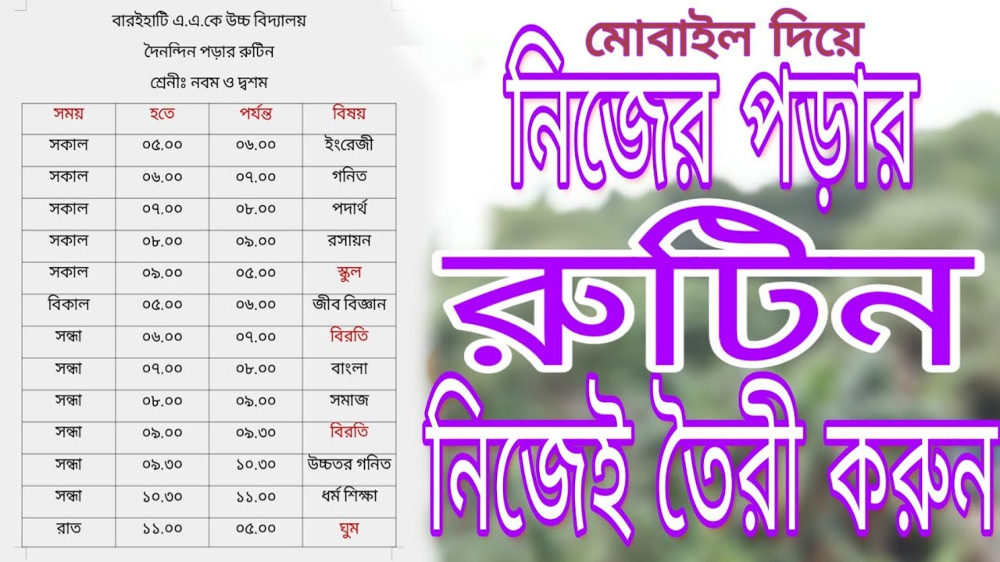 বারইহাটি এ.এ.কে উচ্চ বিদ্যালয়
দৈনন্দিন পড়ার রুটিন
শ্রেনীঃ নবম ও দ্বশম
সময় হতে পর্যন্ত বিষয়
সকাল ০৫.০০ ০৬.০০ ইংরেজী
সকাল ০৬.০০ ০৭.০০ গনিত
সকাল ০৭.০০ ০৮.০০ পদার্থ
সকাল ০৮.০০ ০৯.০০ রসায়ন
সকাল ০৯.০০ ০৫.০০ স্কুল
বিকাল ০৫.০০ ০৬.০০ জীব বিজ্ঞান
সন্ধা ০৬.০০ ০৭.০০ বিরতি
সন্ধা ০৭.০০ ০৮.০০ বাংলা
সন্ধা ০৮.০০ ০৯.০০ সমাজ
সন্ধা ০৯.০০ ০৯.৩০ বিরতি
সন্ধা ০৯.৩০ ১০.৩০ উচ্চতর গনিত
সন্ধা ১০.৩০ ১১.০০ ধর্ম শিক্ষা
রাত ১১.০০ ০৫.০০ ঘুম
মোবাইল দিয়ে
নিজের পড়ার
রুটিন
নিজেই তৈরী করুন